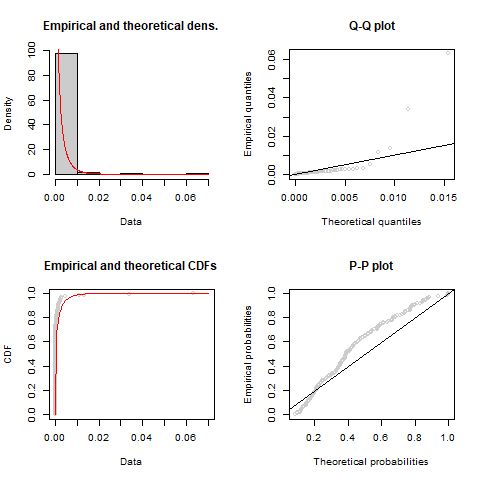 Empirical and theoretical dens.
Density
0 20 40 60 80 100
0.00 0.02 0.04 0.06
Data
Q-Q plot
Empirical quantiles
0.00 0.02 0.04 0.06
0.000 0.005 0.010 0.015
Theoretical quantiles
Empirical and theoretical CDFs
CDF
0.0 0.2 0.4 0.6 0.8 1.0
0.00 0.02 0.04 0.06
Data
P-P plot
Empirical probabilities
0.0 0.2 0.4 0.6 0.8 1.0
0.2 0.4 0.6 0.8 1.0
Theoretical probabilities